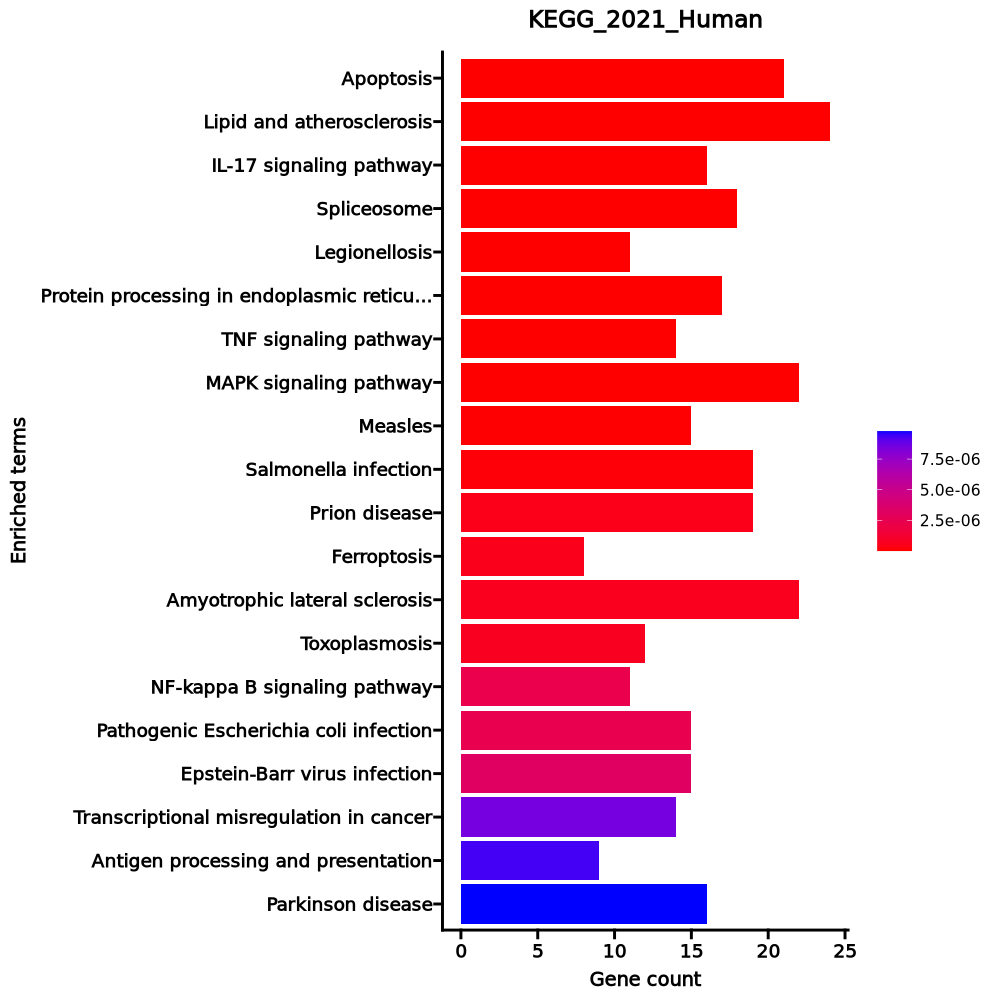 KEGG_2021_Human
Apoptosis
Lipid and atherosclerosis
IL-17 signaling pathway
Spliceosome
Legionellosis
Protein processing in endoplasmic reticu...
TNF signaling pathway
MAPK signaling pathway
Measles
Salmonella infection
Prion disease
Ferroptosis
Amyotrophic lateral sclerosis
Toxoplasmosis
NF-kappa B signaling pathway
Pathogenic Escherichia coli infection
Epstein-Barr virus infection
Transcriptional misregulation in cancer
Antigen processing and presentation
Parkinson disease
Enriched terms
0 5 10 15 20 25
Gene count
7.5e-06
5.0e-06
2.5e-06